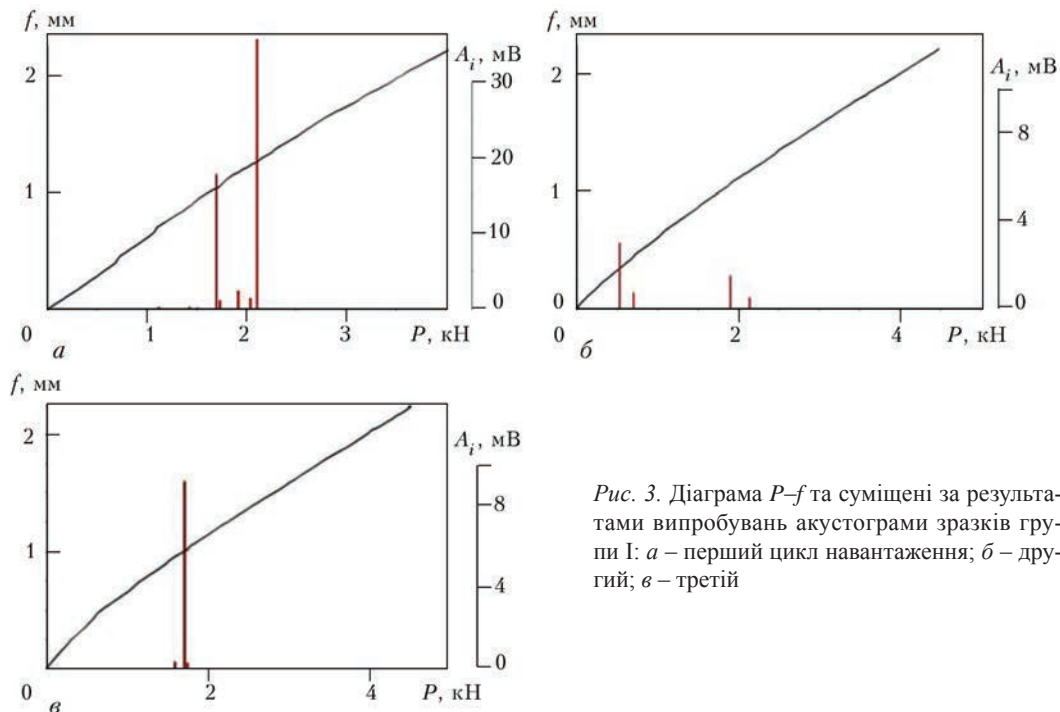 f, мм
f, мм
2
A_i, мВ
30
2
A_i, мВ
8
20
1
1
10
4
0
0
0
0
1
2
3
P, кН
0
2
4
P, кН
а
б
f, мм
2
A_i, мВ
8
1
4
0
0
2
4
P, кН
в
Рис. 3. Діаграма P–f та суміщені за результа-
тами випробувань акустограми зразків гру-
пи І: а – перший цикл навантаження; б – дру-
гий; в – третій